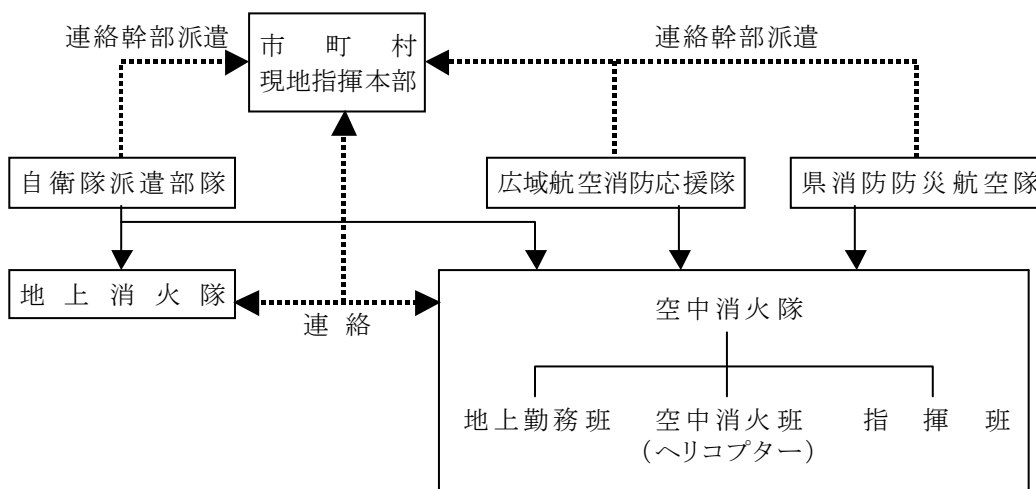 連絡幹部派遣
市町村
現地指揮本部
連絡幹部派遣
自衛隊派遣部隊
広域航空消防応援隊
県消防防災航空隊
地上消火隊
連絡
空中消火隊
地上勤務班
空中消火班
(ヘリコプター)
指揮班